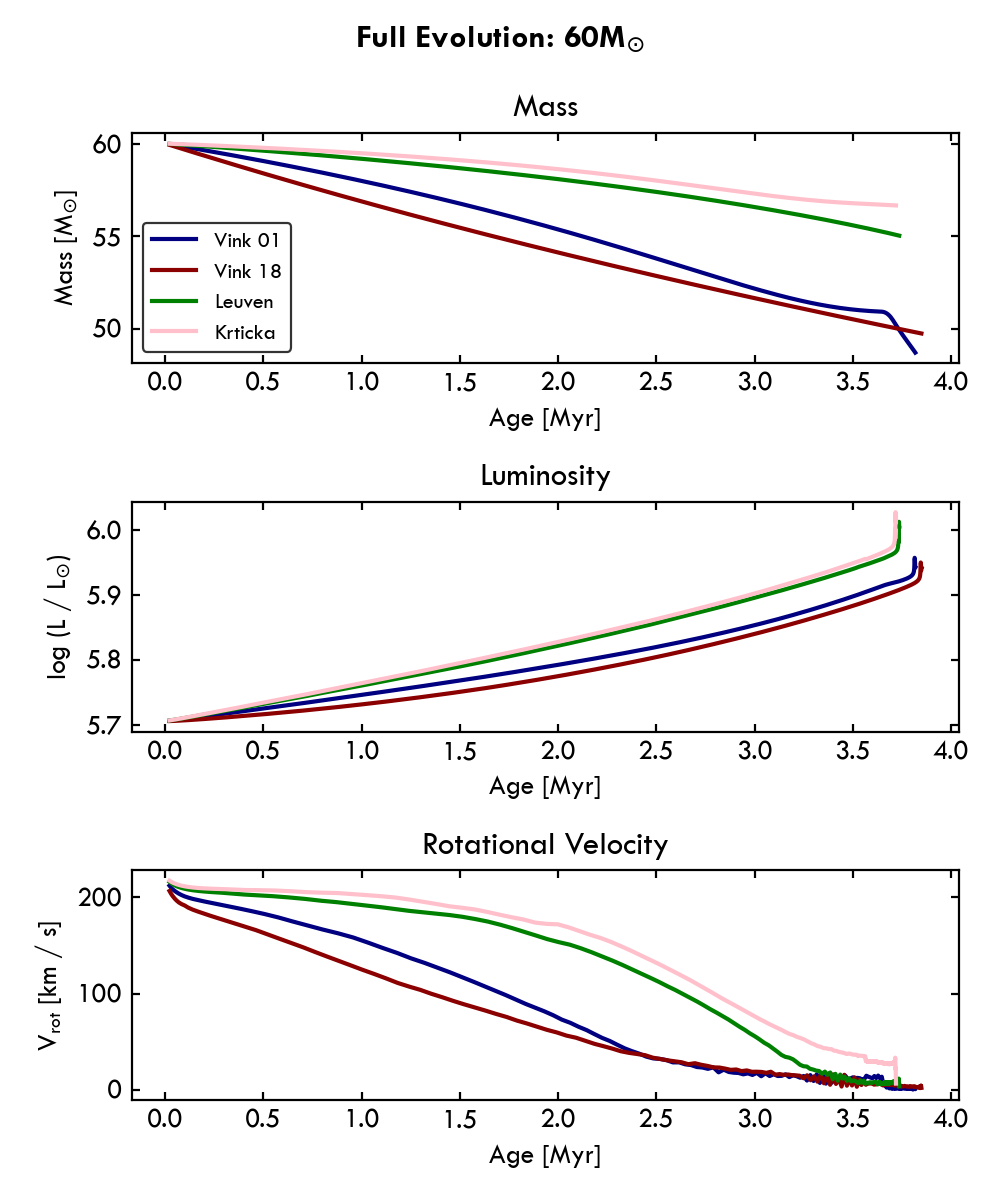 Full Evolution: 60M⊙
Mass
60
55
50
Mass [M⊙]
Vink 01
Vink 18
Leuven
Krticka
0.0 0.5 1.0 1.5 2.0 2.5 3.0 3.5 4.0
Age [Myr]
Luminosity
6.0
5.9
5.8
5.7
log (L / L⊙)
0.0 0.5 1.0 1.5 2.0 2.5 3.0 3.5 4.0
Age [Myr]
Rotational Velocity
200
100
0
Vrot [km / s]
0.0 0.5 1.0 1.5 2.0 2.5 3.0 3.5 4.0
Age [Myr]